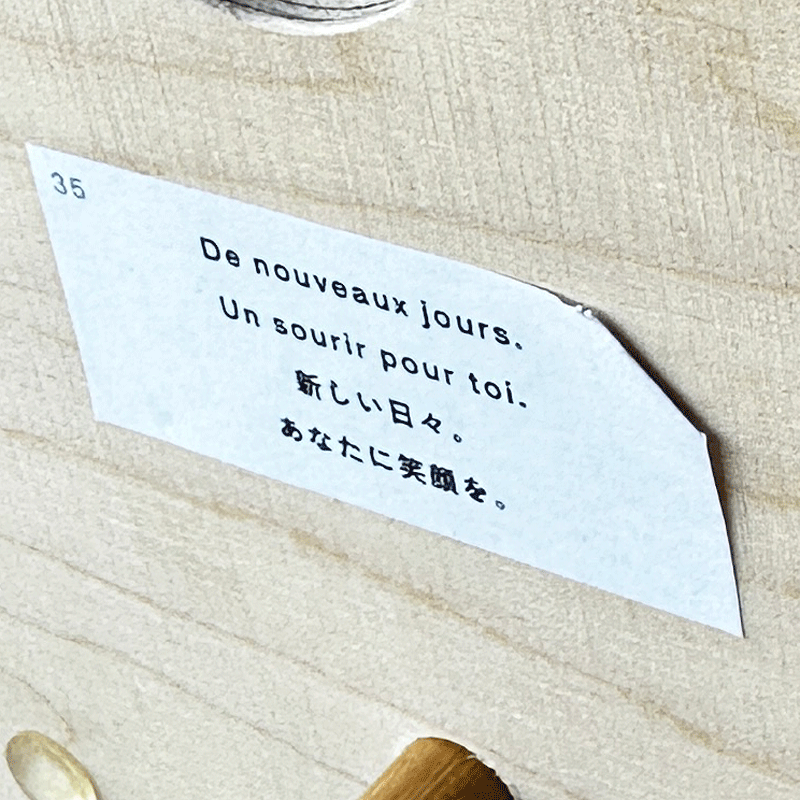 35
De nouveaux jours.
Un sourir pour toi.
新しい日々。
あなたに笑顔を。